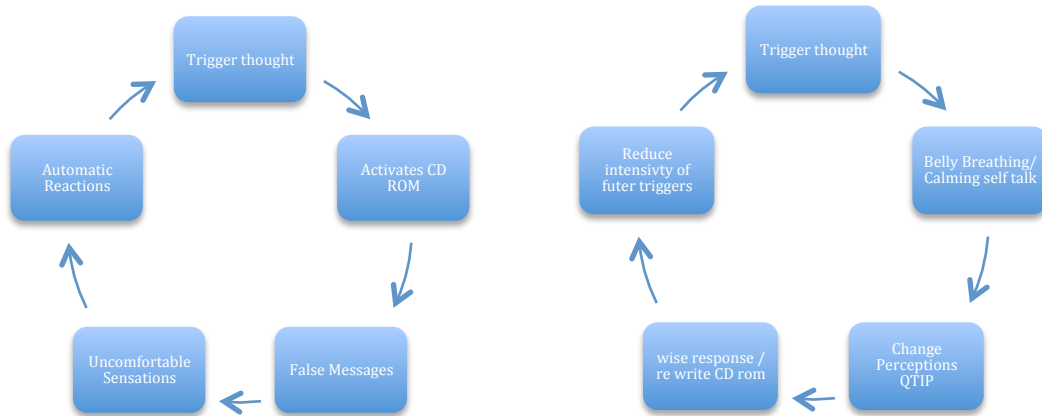 Trigger thought
Activates CD
ROM
False Messages
Uncomfortable
Sensations
Automatic
Reactions
Trigger thought
Belly Breathing/
Calming self talk
Change
Perceptions
QTIP
wise response /
re write CD rom
Reduce
intensivty of
futer triggers